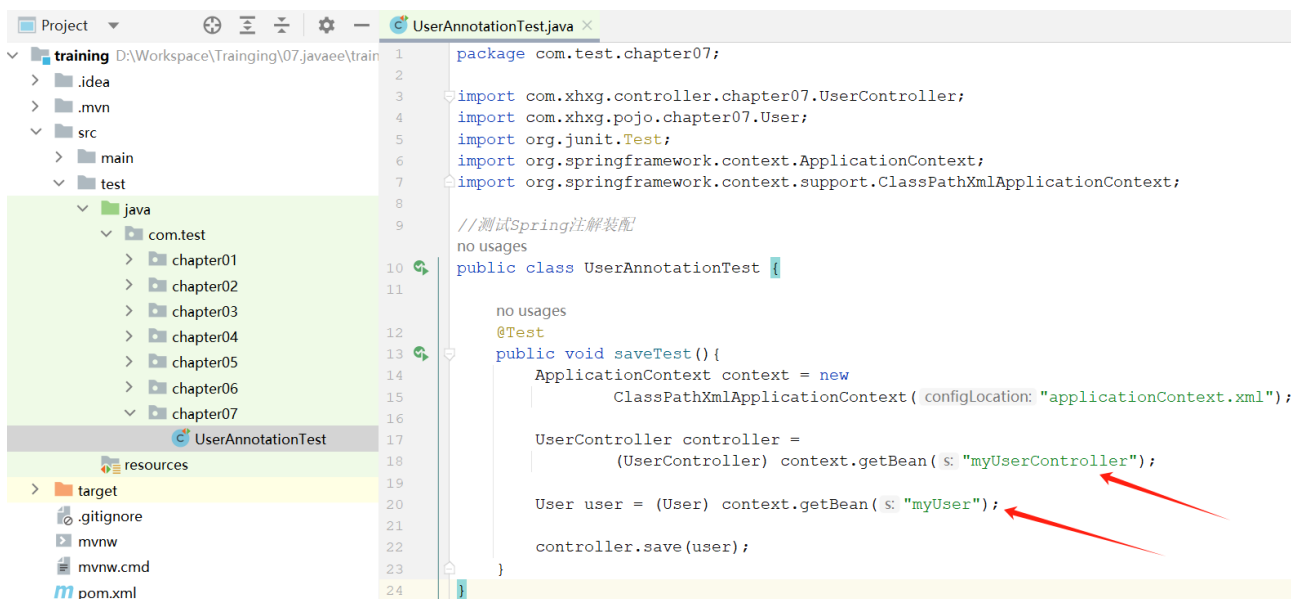 Project
training D:\Workspace\Trainging\07.javaee\train
.idea
.mvn
src
main
test
java
com.test
chapter01
chapter02
chapter03
chapter04
chapter05
chapter06
chapter07
UserAnnotationTest
resources
target
.gitignore
mvnw
mvnw.cmd
pom.xml
UserAnnotationTest.java
1 package com.test.chapter07;
2
3 import com.xhxg.controller.chapter07.UserController;
4 import com.xhxg.pojo.chapter07.User;
5 import org.junit.Test;
6 import org.springframework.context.ApplicationContext;
7 import org.springframework.context.support.ClassPathXmlApplicationContext;
8
9 //测试Spring注解装配
no usages
10 public class UserAnnotationTest {
11
no usages
12 @Test
13 public void saveTest(){
14 ApplicationContext context = new
15 ClassPathXmlApplicationContext( configLocation: "applicationContext.xml");
16
17 UserController controller =
18 (UserController) context.getBean( s: "myUserController");
19
20 User user = (User) context.getBean( s: "myUser");
21
22 controller.save(user);
23 }
24 }